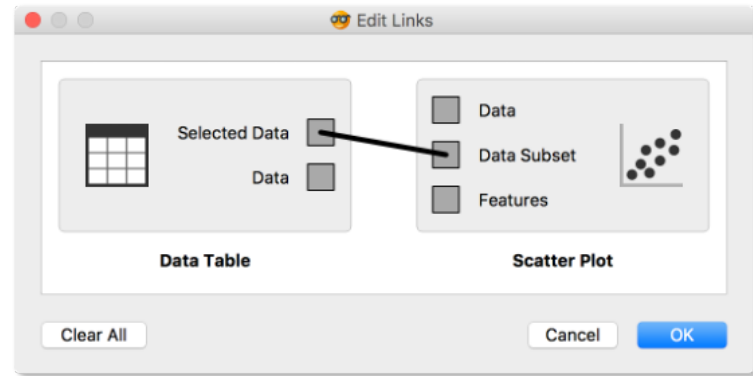 Edit Links
Selected Data
Data
Data Table
Data
Data Subset
Features
Scatter Plot
Clear All
Cancel
OK